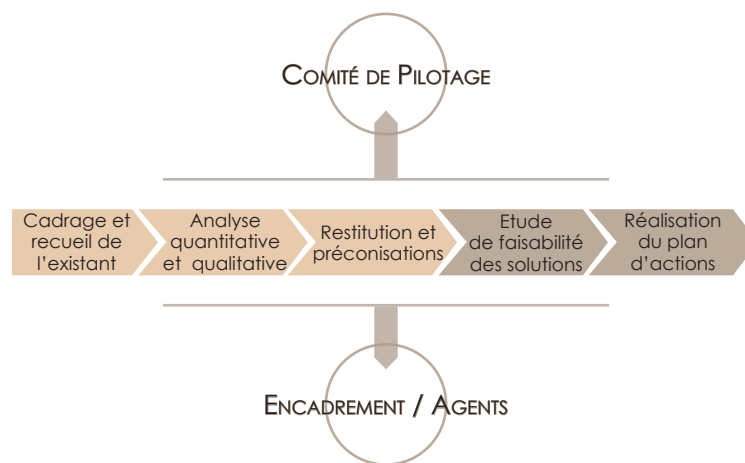 COMITÉ DE PILOTAGE
Cadrage et
recueil de
l'existant
Analyse
quantitative
et qualitative
Restitution et
préconisations
Etude
de faisabilité
des solutions
Réalisation
du plan
d'actions
ENCADREMENT / AGENTS